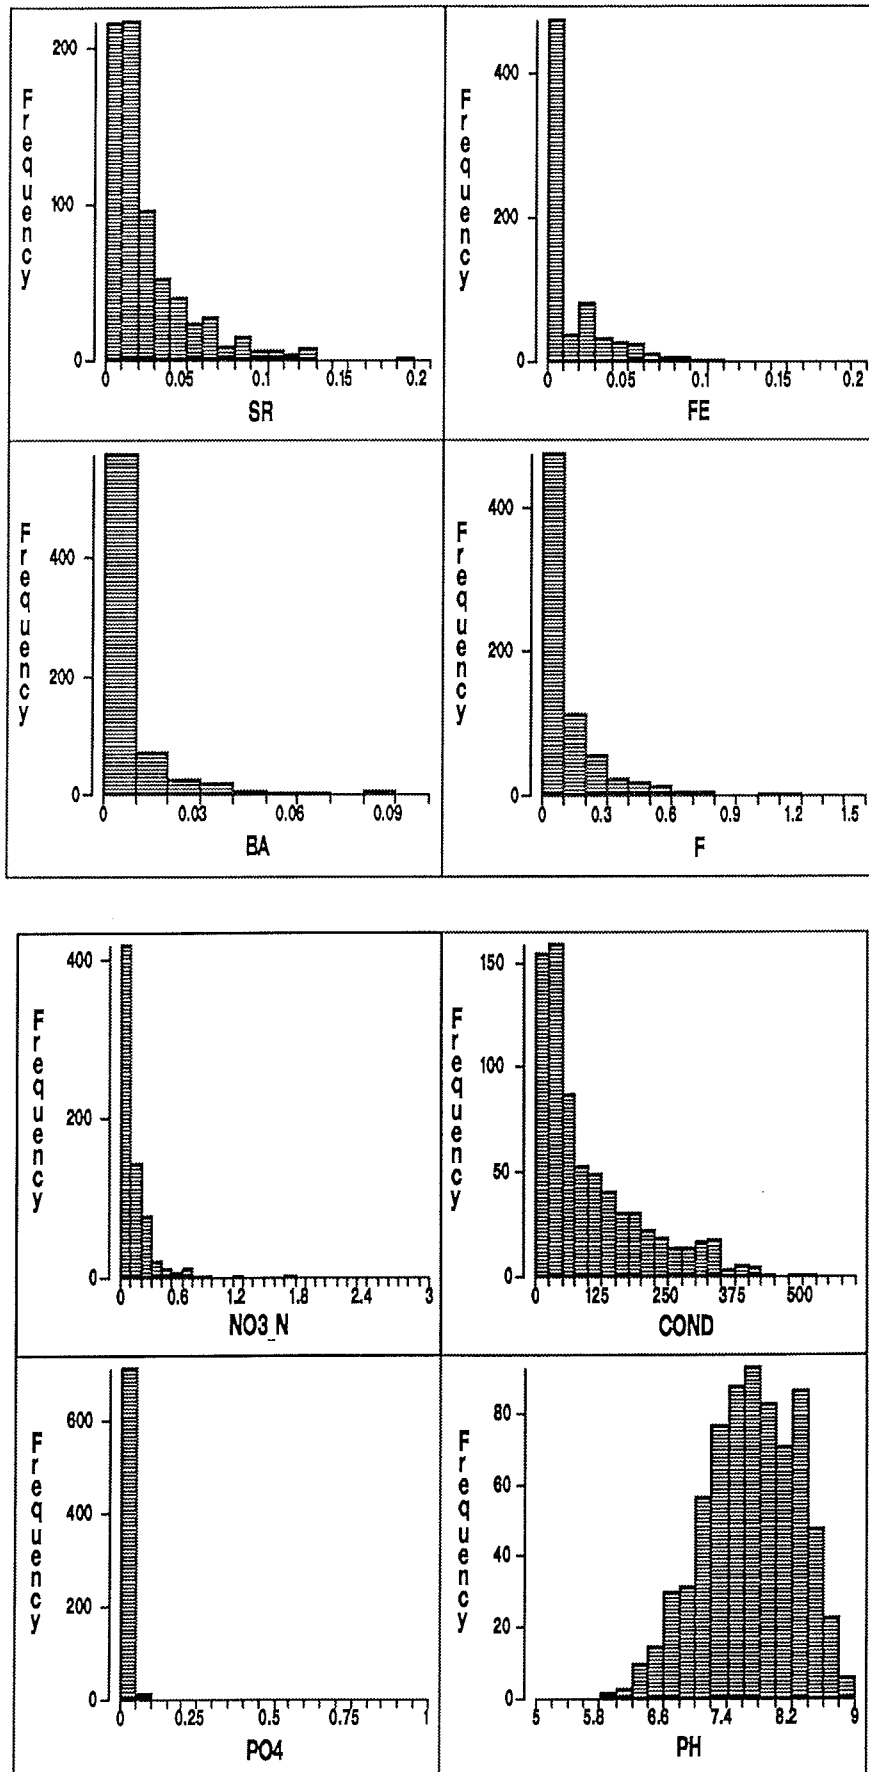 Frequency
200
100
0
0 0.05 0.1 0.15 0.2
SR
Frequency
400
200
0
0 0.05 0.1 0.15 0.2
FE
Frequency
400
200
0
0 0.03 0.06 0.09
BA
Frequency
400
200
0
0 0.3 0.6 0.9 1.2 1.5
F
Frequency
400
200
0
0 0.6 1.2 1.8 2.4 3
NO3_N
Frequency
150
100
50
0
0 125 250 375 500
COND
Frequency
600
400
200
0
0 0.25 0.5 0.75 1
PO4
Frequency
80
60
40
20
0
5 5.8 6.6 7.4 8.2 9
PH